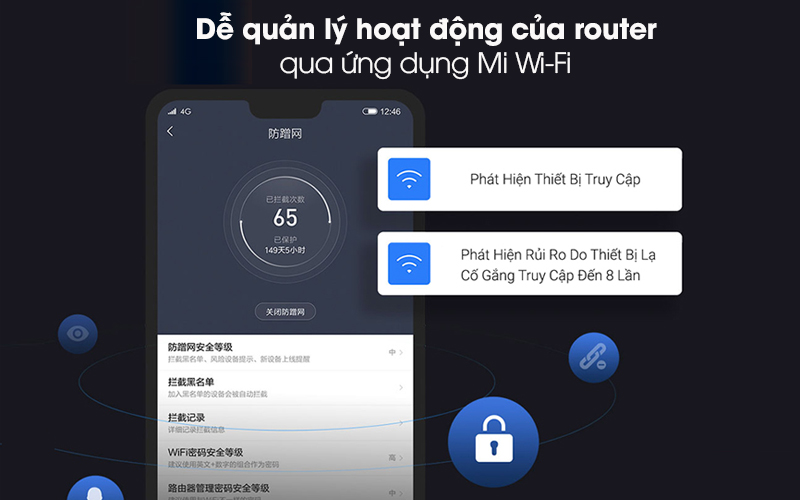 Dễ quản lý hoạt động của router
qua ứng dụng Mi Wi-Fi
4G
12:46
防蹭网
已拦截次数
65
已保护
149天5小时
关闭防蹭网
Phát Hiện Thiết Bị Truy Cập
Phát Hiện Rủi Ro Do Thiết Bị Lạ
Cố Gắng Truy Cập Đến 8 Lần
防蹭网安全等级
拦截黑名单、风险设备提示、新设备上线提醒
中
拦截黑名单
加入黑名单的设备会被自动拦截
拦截记录
详细记录拦截信息
WiFi密码安全等级
建议使用英文+数字的组合作为密码
高
路由器管理密码安全等级
中